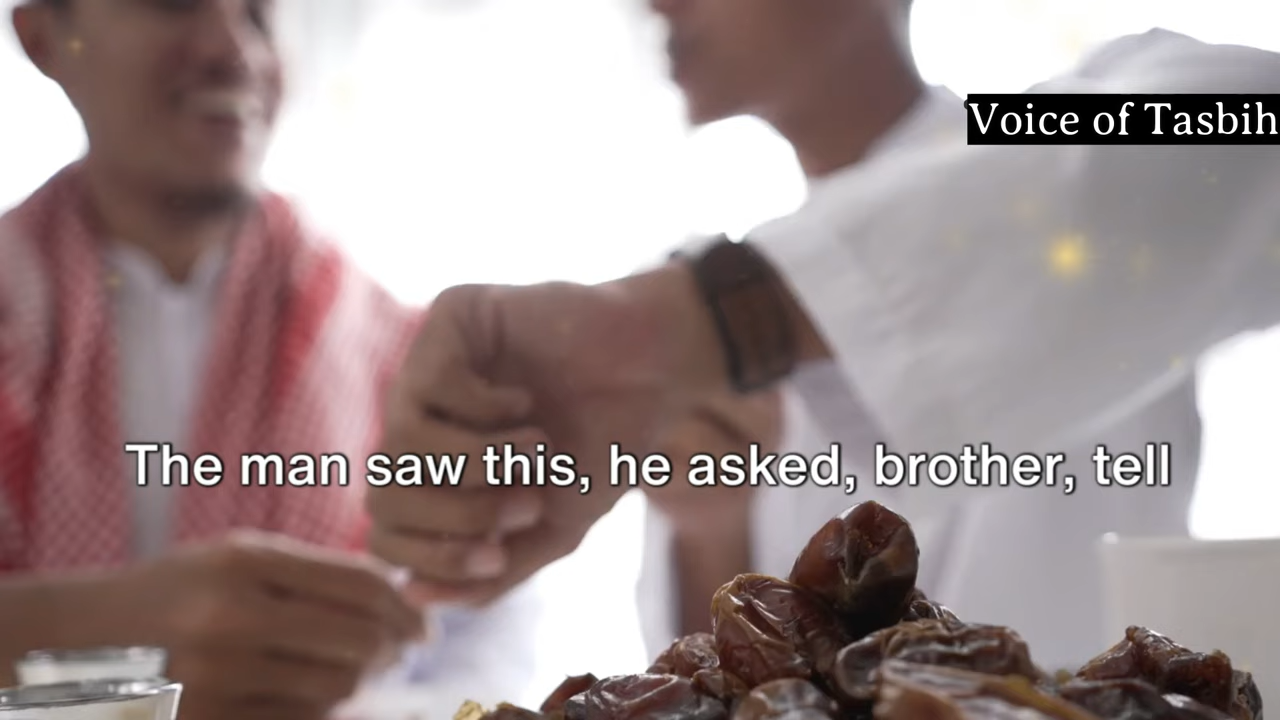 Voice of Tasbih
The man saw this, he asked, brother, tell